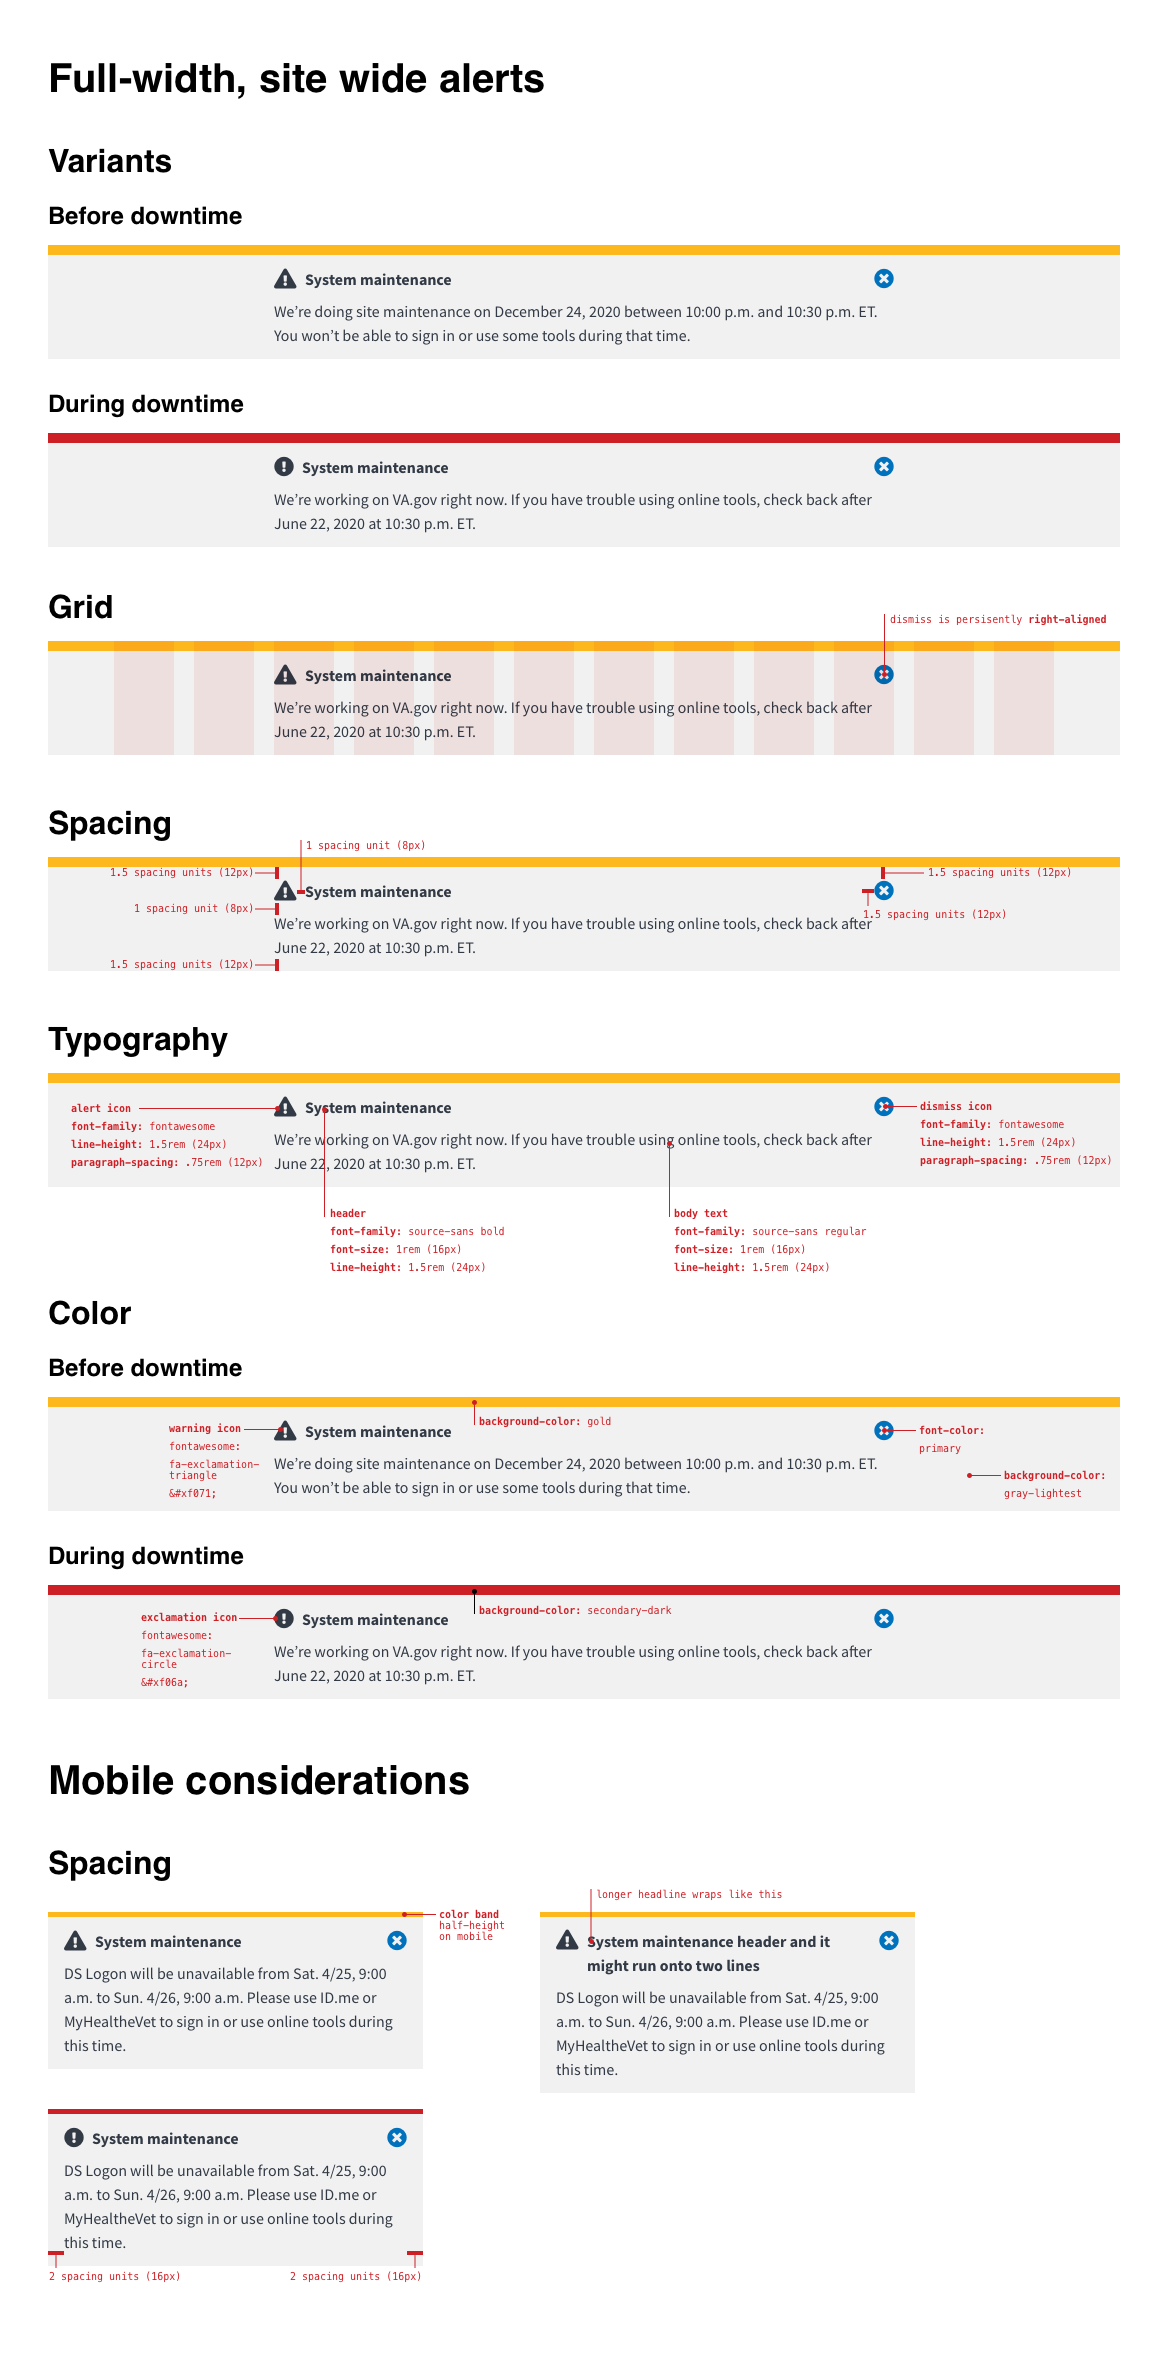 Full-width, site wide alerts
Variants
Before downtime
System maintenance
We’re doing site maintenance on December 24, 2020 between 10:00 p.m. and 10:30 p.m. ET.
You won’t be able to sign in or use some tools during that time.
During downtime
System maintenance
We’re working on VA.gov right now. If you have trouble using online tools, check back after
June 22, 2020 at 10:30 p.m. ET.
Grid
dismiss is persisently right-aligned
System maintenance
We’re working on VA.gov right now. If you have trouble using online tools, check back after
June 22, 2020 at 10:30 p.m. ET.
Spacing
1 spacing unit (8px)
1.5 spacing units (12px)
1.5 spacing units (12px)
System maintenance
1 spacing unit (8px)
1.5 spacing units (12px)
We’re working on VA.gov right now. If you have trouble using online tools, check back after
June 22, 2020 at 10:30 p.m. ET.
1.5 spacing units (12px)
Typography
System maintenance
We’re working on VA.gov right now. If you have trouble using online tools, check back after
June 22, 2020 at 10:30 p.m. ET.
alert icon
font-family: fontawesome
line-height: 1.5rem (24px)
paragraph-spacing: .75rem (12px)
dismiss icon
font-family: fontawesome
line-height: 1.5rem (24px)
paragraph-spacing: .75rem (12px)
header
font-family: source-sans bold
font-size: 1rem (16px)
line-height: 1.5rem (24px)
body text
font-family: source-sans regular
font-size: 1rem (16px)
line-height: 1.5rem (24px)
Color
Before downtime
background-color: gold
System maintenance
We’re doing site maintenance on December 24, 2020 between 10:00 p.m. and 10:30 p.m. ET.
You won’t be able to sign in or use some tools during that time.
warning icon
fontawesome:
fa-exclamation-
triangle
&#xf071;
font-color:
primary
background-color:
gray-lightest
During downtime
background-color: secondary-dark
System maintenance
We’re working on VA.gov right now. If you have trouble using online tools, check back after
June 22, 2020 at 10:30 p.m. ET.
exclamation icon
fontawesome:
fa-exclamation-
circle
&#xf06a;
Mobile considerations
Spacing
color band
half-height
on mobile
System maintenance
DS Logon will be unavailable from Sat. 4/25, 9:00
a.m. to Sun. 4/26, 9:00 a.m. Please use ID.me or
MyHealtheVet to sign in or use online tools during
this time.
longer headline wraps like this
System maintenance header and it
might run onto two lines
DS Logon will be unavailable from Sat. 4/25, 9:00
a.m. to Sun. 4/26, 9:00 a.m. Please use ID.me or
MyHealtheVet to sign in or use online tools during
this time.
System maintenance
DS Logon will be unavailable from Sat. 4/25, 9:00
a.m. to Sun. 4/26, 9:00 a.m. Please use ID.me or
MyHealtheVet to sign in or use online tools during
this time.
2 spacing units (16px)
2 spacing units (16px)